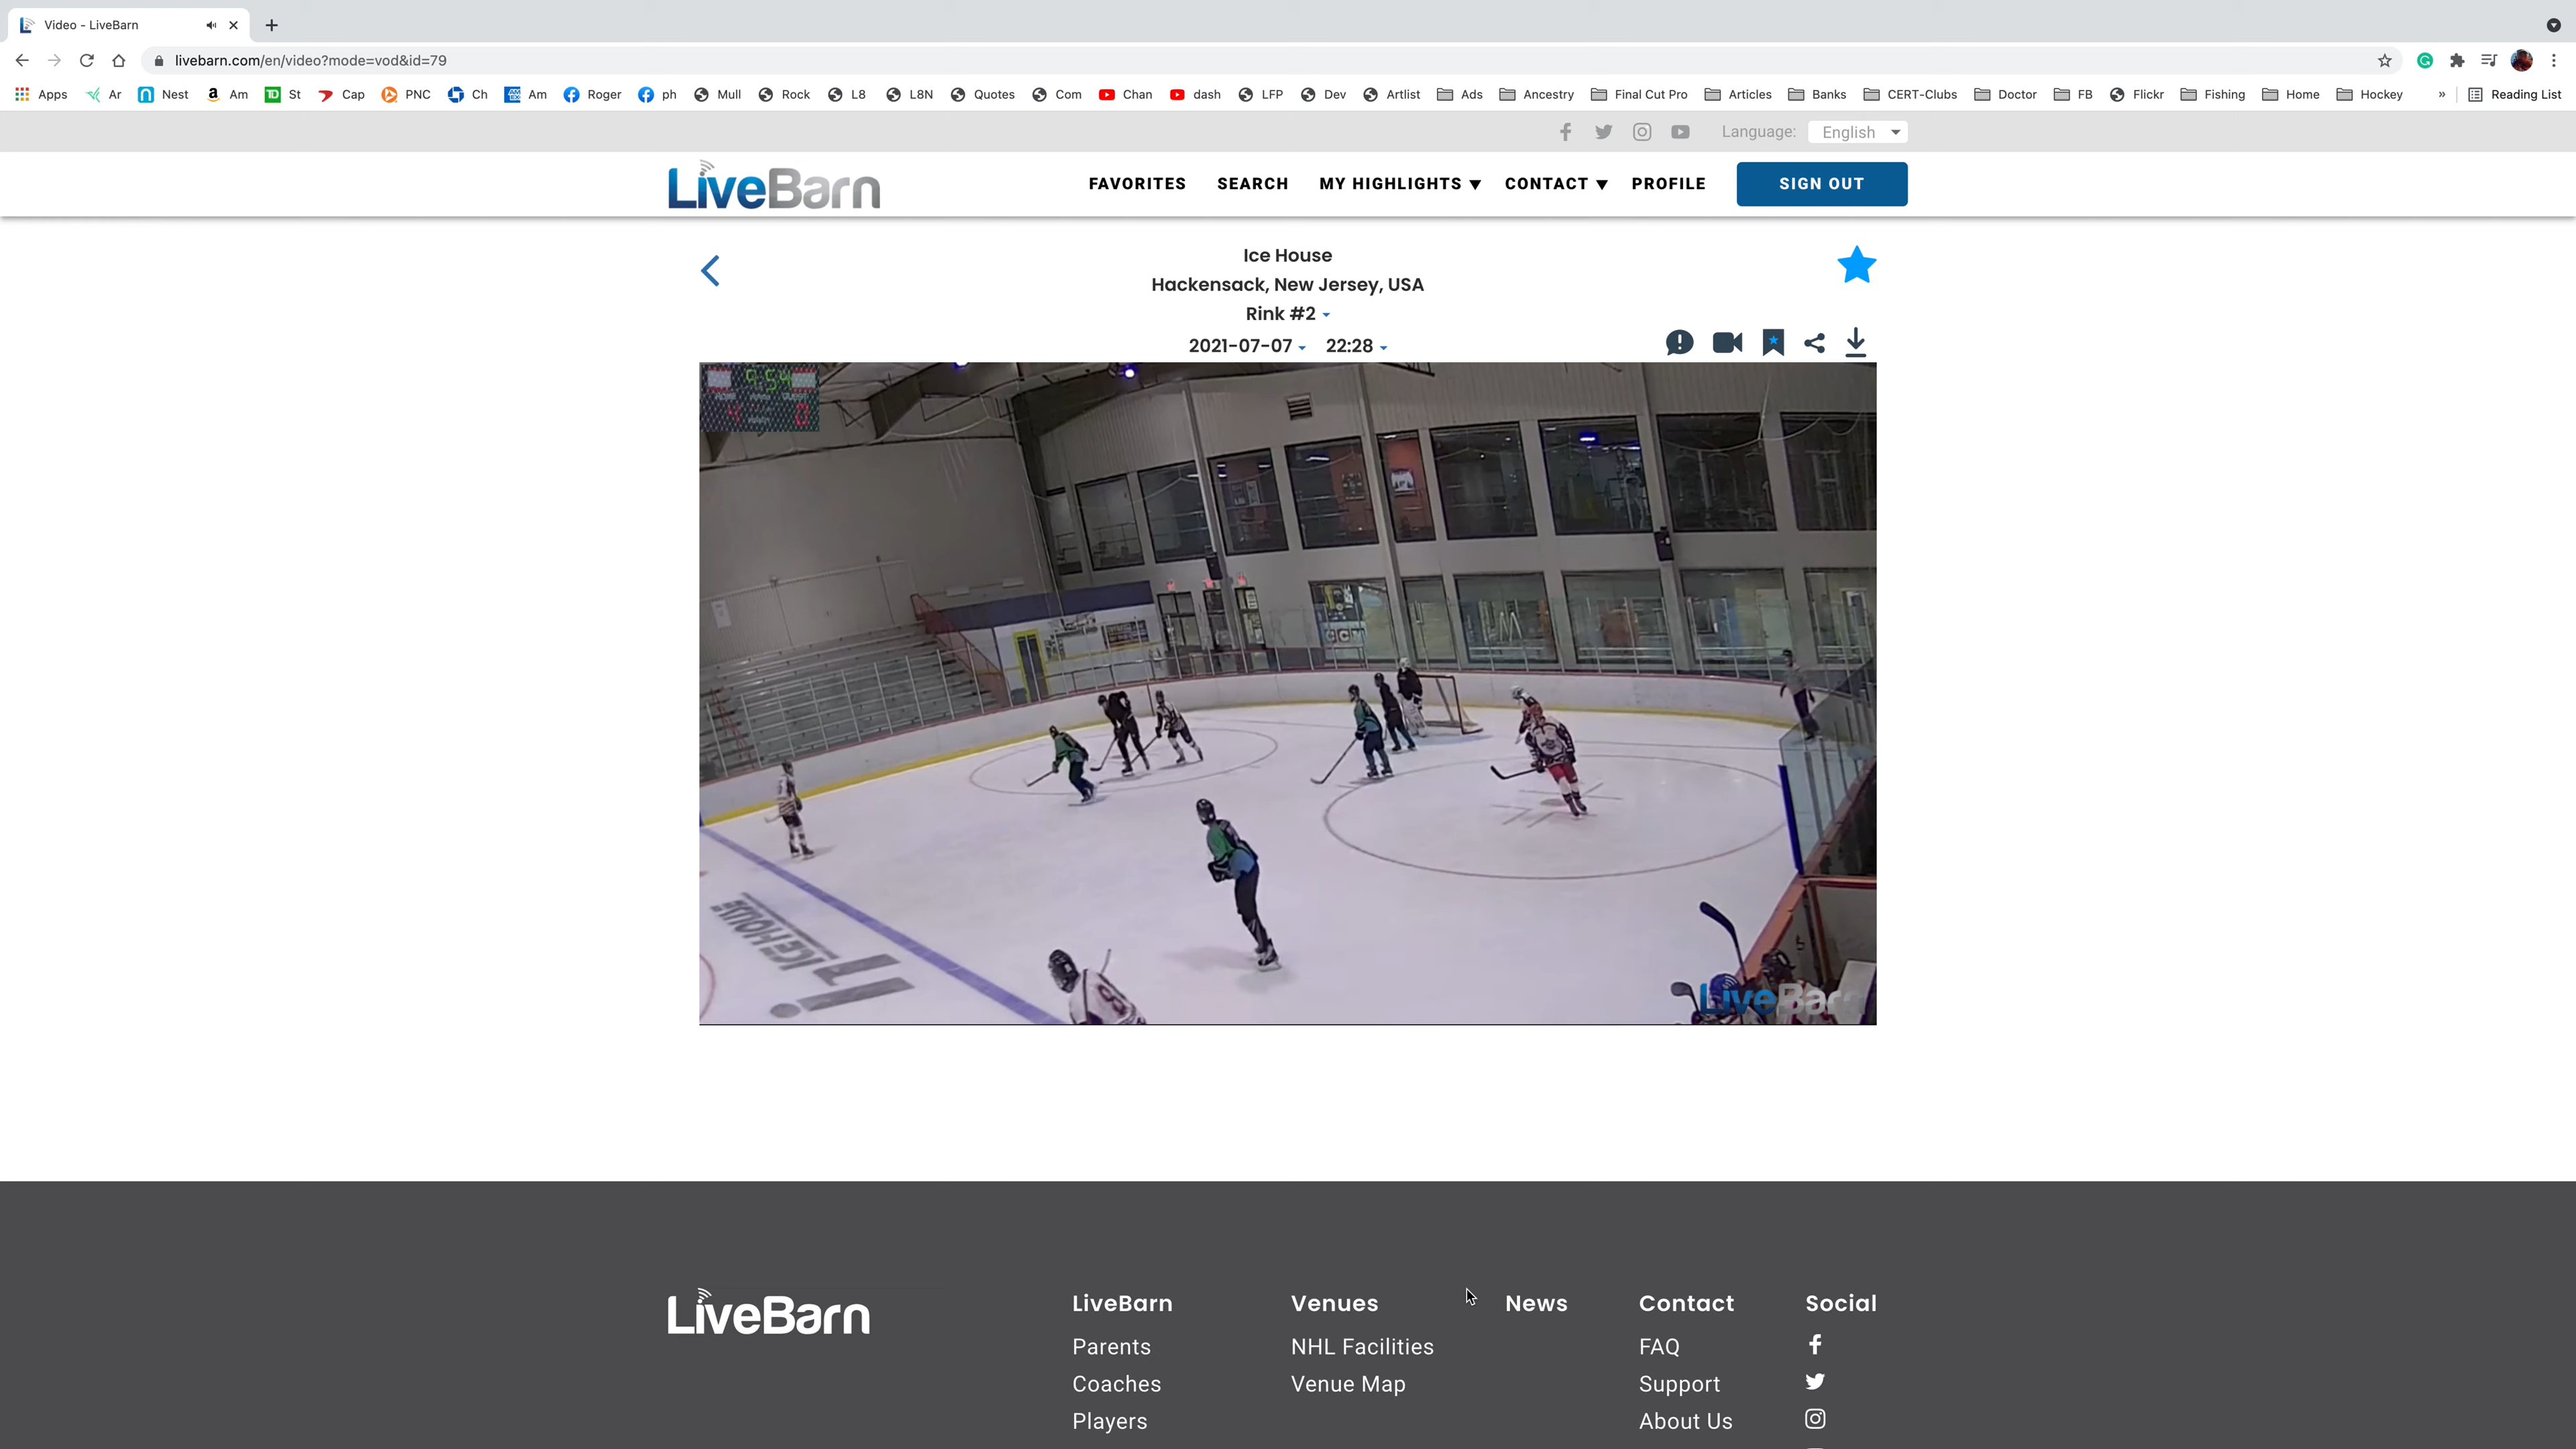 Video - LiveBarn
livebarn.com/en/video?mode=vod&id=79
Apps Ar Nest Am St Cap PNC Ch Am Roger ph Mull Rock L8 L8N Quotes Com Chan dash LFP Dev Artlist Ads Ancestry Final Cut Pro Articles Banks CERT-Clubs Doctor FB Flickr Fishing Home Hockey » Reading List
Language: English
LiveBarn FAVORITES SEARCH MY HIGHLIGHTS CONTACT PROFILE SIGN OUT
Ice House
Hackensack, New Jersey, USA
Rink #2
2021-07-07 22:28
9:54
ICEHOUSE
LiveBarn
LiveBarn
LiveBarn Venues News Contact Social
Parents NHL Facilities FAQ
Coaches Venue Map Support
Players About Us